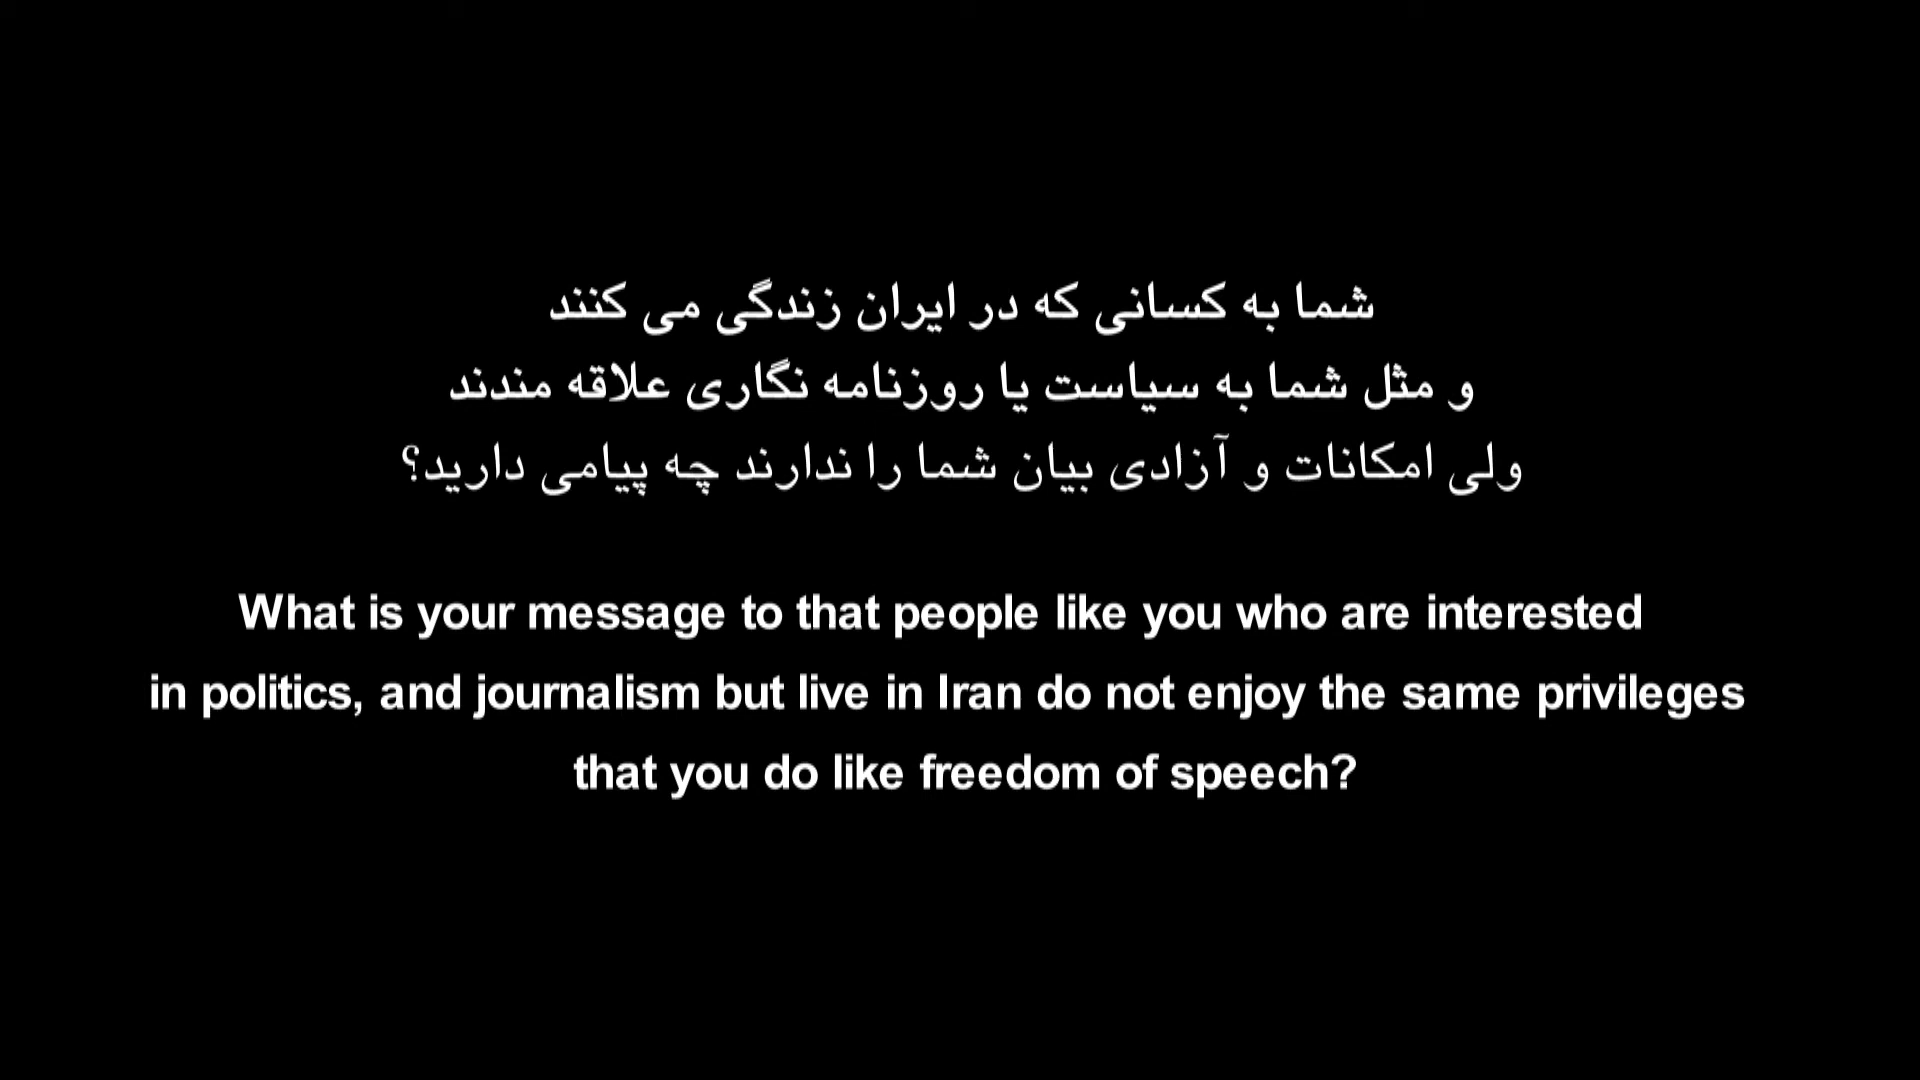 شما به کسانی که در ایران زندگی می کنند
و مثل شما به سیاست یا روزنامه نگاری علاقه مندند
ولی امکانات و آزادی بیان شما را ندارند چه پیامی دارید؟
What is your message to that people like you who are interested
in politics, and journalism but live in Iran do not enjoy the same privileges
that you do like freedom of speech?